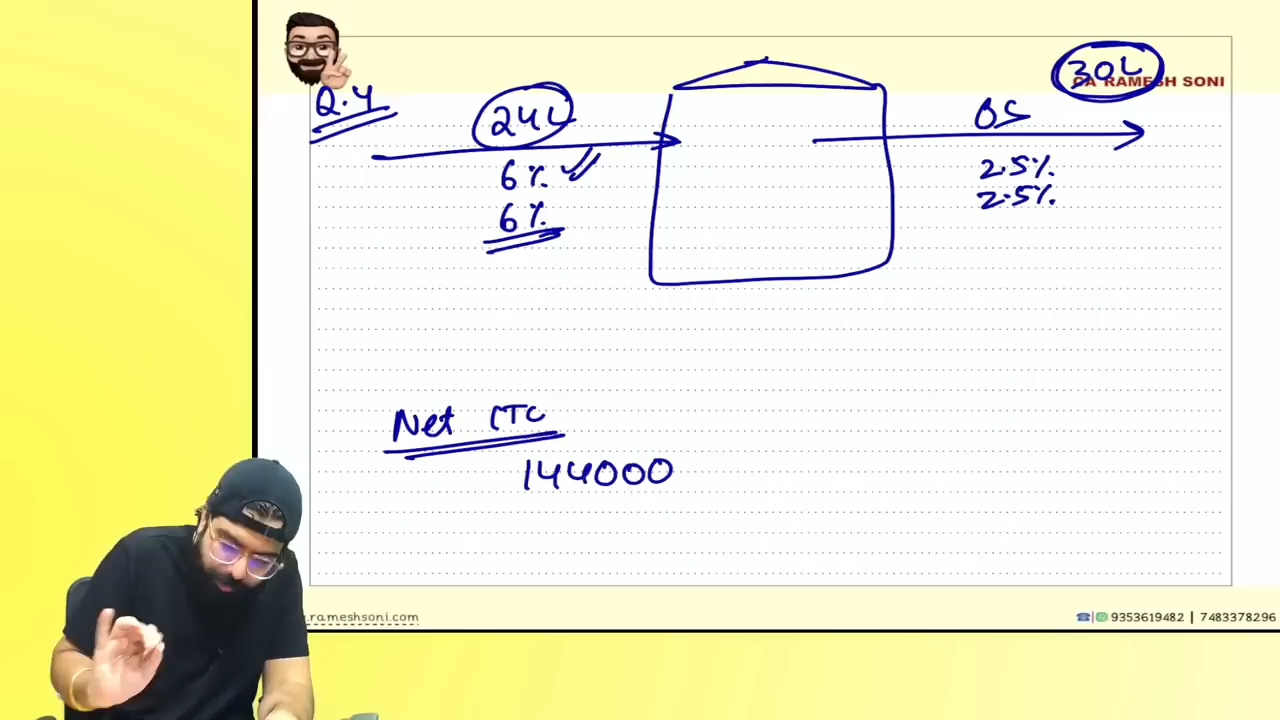 30L
CA RAMESH SONI
Q.4
24L
OS
6%
2.5%
6%
2.5%
Net ITC
144000
.rameshsoni.com
9353619482 | 7483378296